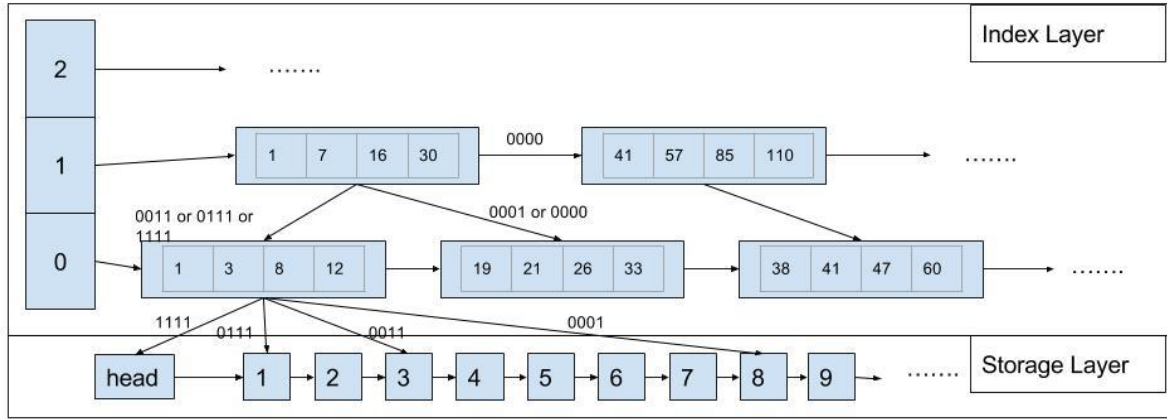 Index Layer
2
.......
1
1 7 16 30
0000
41 57 85 110
.......
0011 or 0111 or
1111
0001 or 0000
0
1 3 8 12
19 21 26 33
38 41 47 60
.......
1111
0111
0011
0001
Storage Layer
head
1 2 3 4 5 6 7 8 9
.......